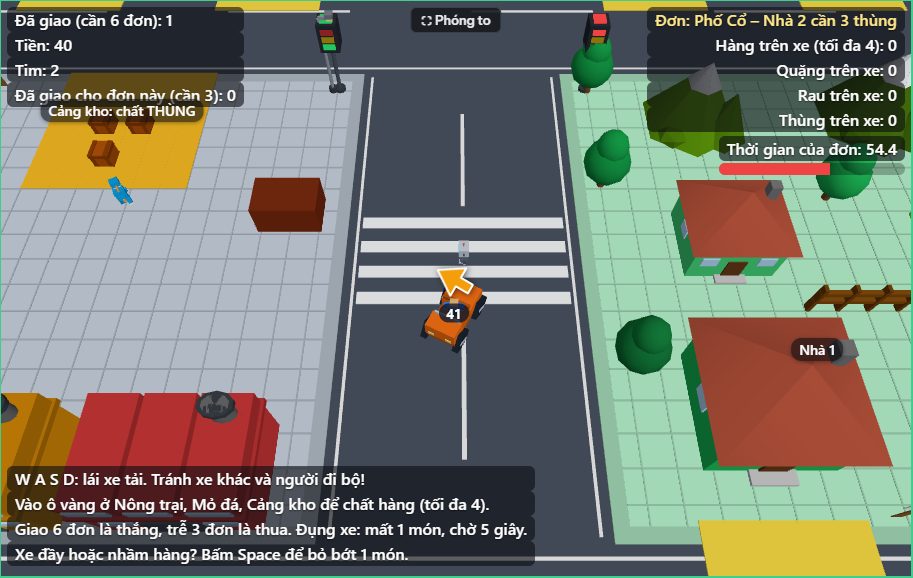 Đã giao (cần 6 đơn): 1
Tiền: 40
Tim: 2
Đã giao cho đơn này (cần 3): 0
Cảng kho: chất THÙNG
Phóng to
Đơn: Phố Cổ – Nhà 2 cần 3 thùng
Hàng trên xe (tối đa 4): 0
Quặng trên xe: 0
Rau trên xe: 0
Thùng trên xe: 0
Thời gian của đơn: 54.4
41
Nhà 1
W A S D: lái xe tải. Tránh xe khác và người đi bộ!
Vào ô vàng ở Nông trại, Mỏ đá, Cảng kho để chất hàng (tối đa 4).
Giao 6 đơn là thắng, trễ 3 đơn là thua. Đụng xe: mất 1 món, chờ 5 giây.
Xe đầy hoặc nhầm hàng? Bấm Space để bỏ bớt 1 món.